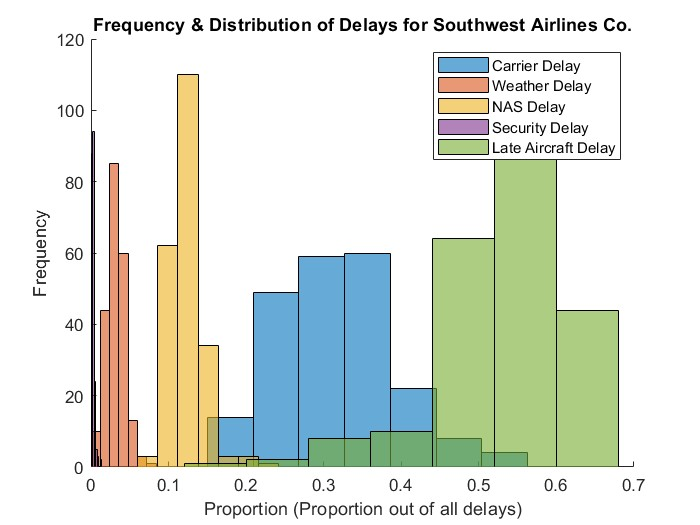 Frequency & Distribution of Delays for Southwest Airlines Co.
120
100
80
60
40
20
0
Frequency
Carrier Delay
Weather Delay
NAS Delay
Security Delay
Late Aircraft Delay
0 0.1 0.2 0.3 0.4 0.5 0.6 0.7
Proportion (Proportion out of all delays)